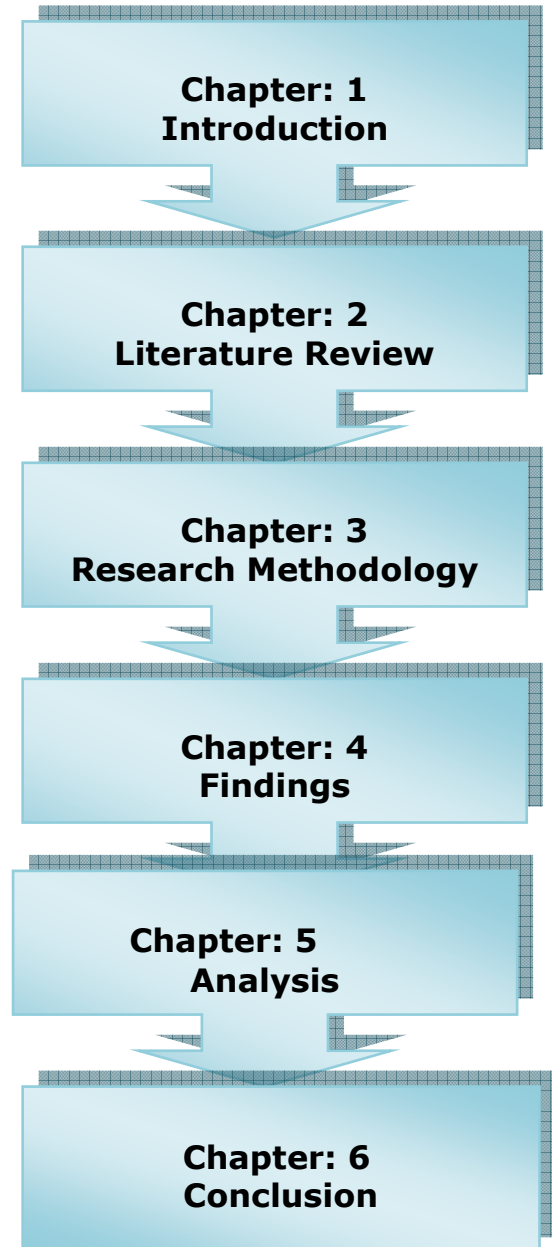 Chapter: 1
Introduction
Chapter: 2
Literature Review
Chapter: 3
Research Methodology
Chapter: 4
Findings
Chapter: 5
Analysis
Chapter: 6
Conclusion